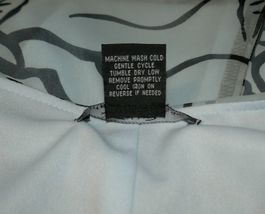 MACHINE WASH COLD
GENTLE CYCLE
TUMBLE DRY LOW
REMOVE PROMPTLY
COOL IRON ON
REVERSE IF NEEDED